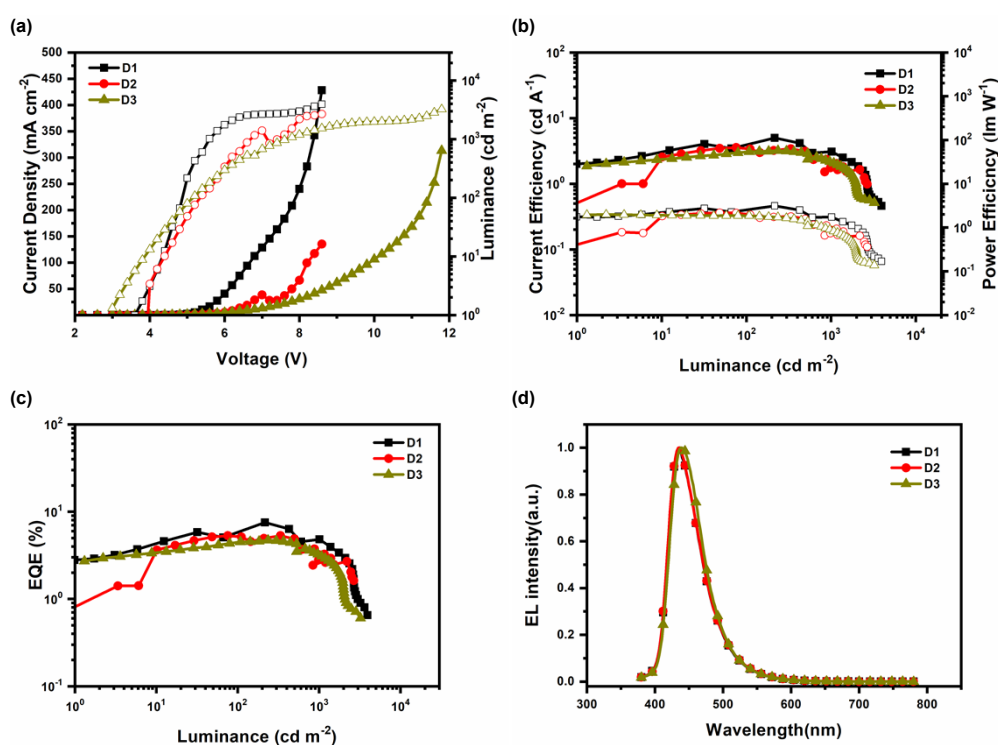 (a)
500
450
400
350
300
250
200
150
100
50
Current Density (mA cm⁻²)
D1
D2
D3
10⁴
10³
10²
10¹
10⁰
Luminance (cd m⁻²)
2 4 6 8 10 12
Voltage (V)
(b)
10²
10¹
10⁰
10⁻¹
10⁻²
Current Efficiency (cd A⁻¹)
D1
D2
D3
10⁴
10³
10²
10¹
10⁰
10⁻¹
10⁻²
Power Efficiency (lm W⁻¹)
10⁰ 10¹ 10² 10³ 10⁴
Luminance (cd m⁻²)
(c)
10²
10¹
10⁰
10⁻¹
EQE (%)
D1
D2
D3
10⁰ 10¹ 10² 10³ 10⁴
Luminance (cd m⁻²)
(d)
1.0
0.8
0.6
0.4
0.2
0.0
EL intensity(a.u.)
D1
D2
D3
300 400 500 600 700 800
Wavelength(nm)